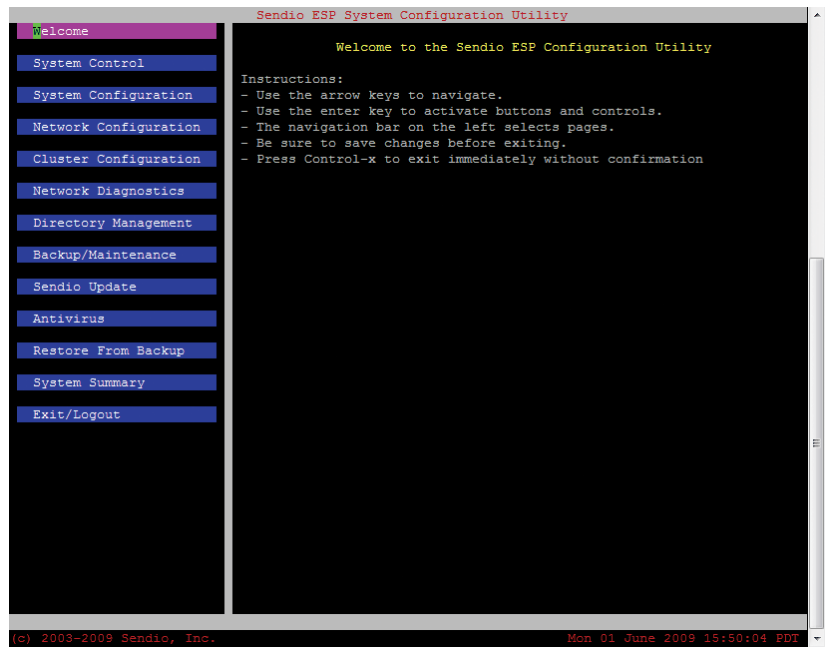 Sendio ESP System Configuration Utility
Welcome
System Control
System Configuration
Network Configuration
Cluster Configuration
Network Diagnostics
Directory Management
Backup/Maintenance
Sendio Update
Antivirus
Restore From Backup
System Summary
Exit/Logout
Welcome to the Sendio ESP Configuration Utility
Instructions:
- Use the arrow keys to navigate.
- Use the enter key to activate buttons and controls.
- The navigation bar on the left selects pages.
- Be sure to save changes before exiting.
- Press Control-x to exit immediately without confirmation
(c) 2003-2009 Sendio, Inc.
Mon 01 June 2009 15:50:04 PDT